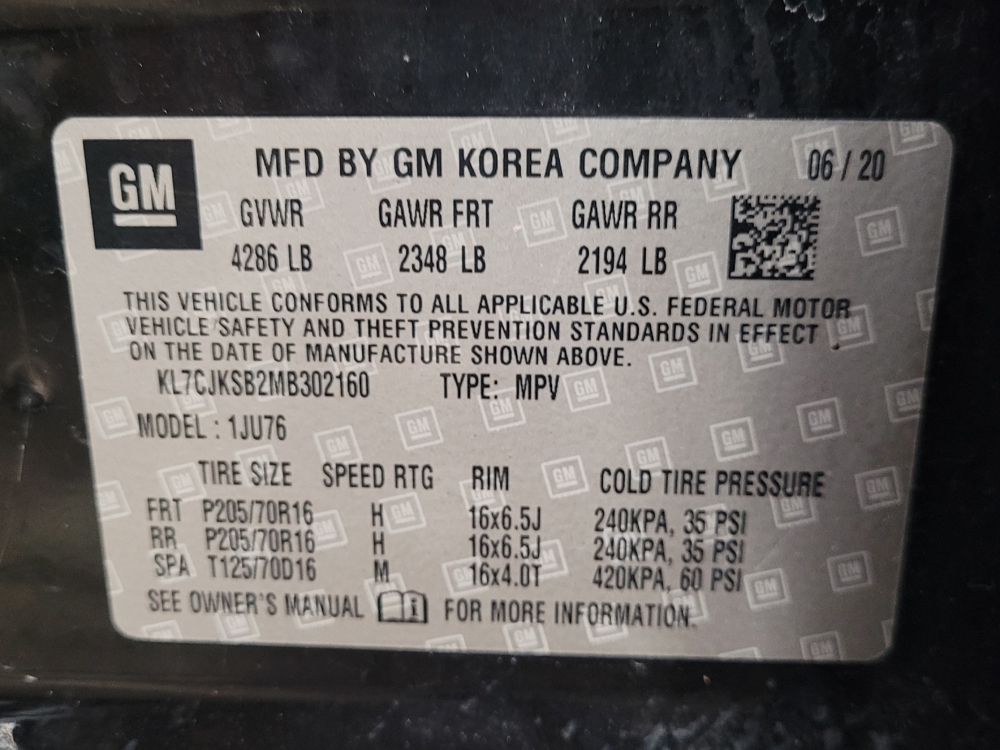 GM
MFD BY GM KOREA COMPANY 06 / 20
GVWR GAWR FRT GAWR RR
4286 LB 2348 LB 2194 LB
THIS VEHICLE CONFORMS TO ALL APPLICABLE U.S. FEDERAL MOTOR
VEHICLE SAFETY AND THEFT PREVENTION STANDARDS IN EFFECT
ON THE DATE OF MANUFACTURE SHOWN ABOVE.
KL7CJKSB2MB302160 TYPE: MPV
MODEL : 1JU76
TIRE SIZE SPEED RTG RIM COLD TIRE PRESSURE
FRT P205/70R16 H 16x6.5J 240KPA, 35 PSI
RR P205/70R16 H 16x6.5J 240KPA, 35 PSI
SPA T125/70D16 M 16x4.0T 420KPA, 60 PSI
SEE OWNER'S MANUAL FOR MORE INFORMATION.